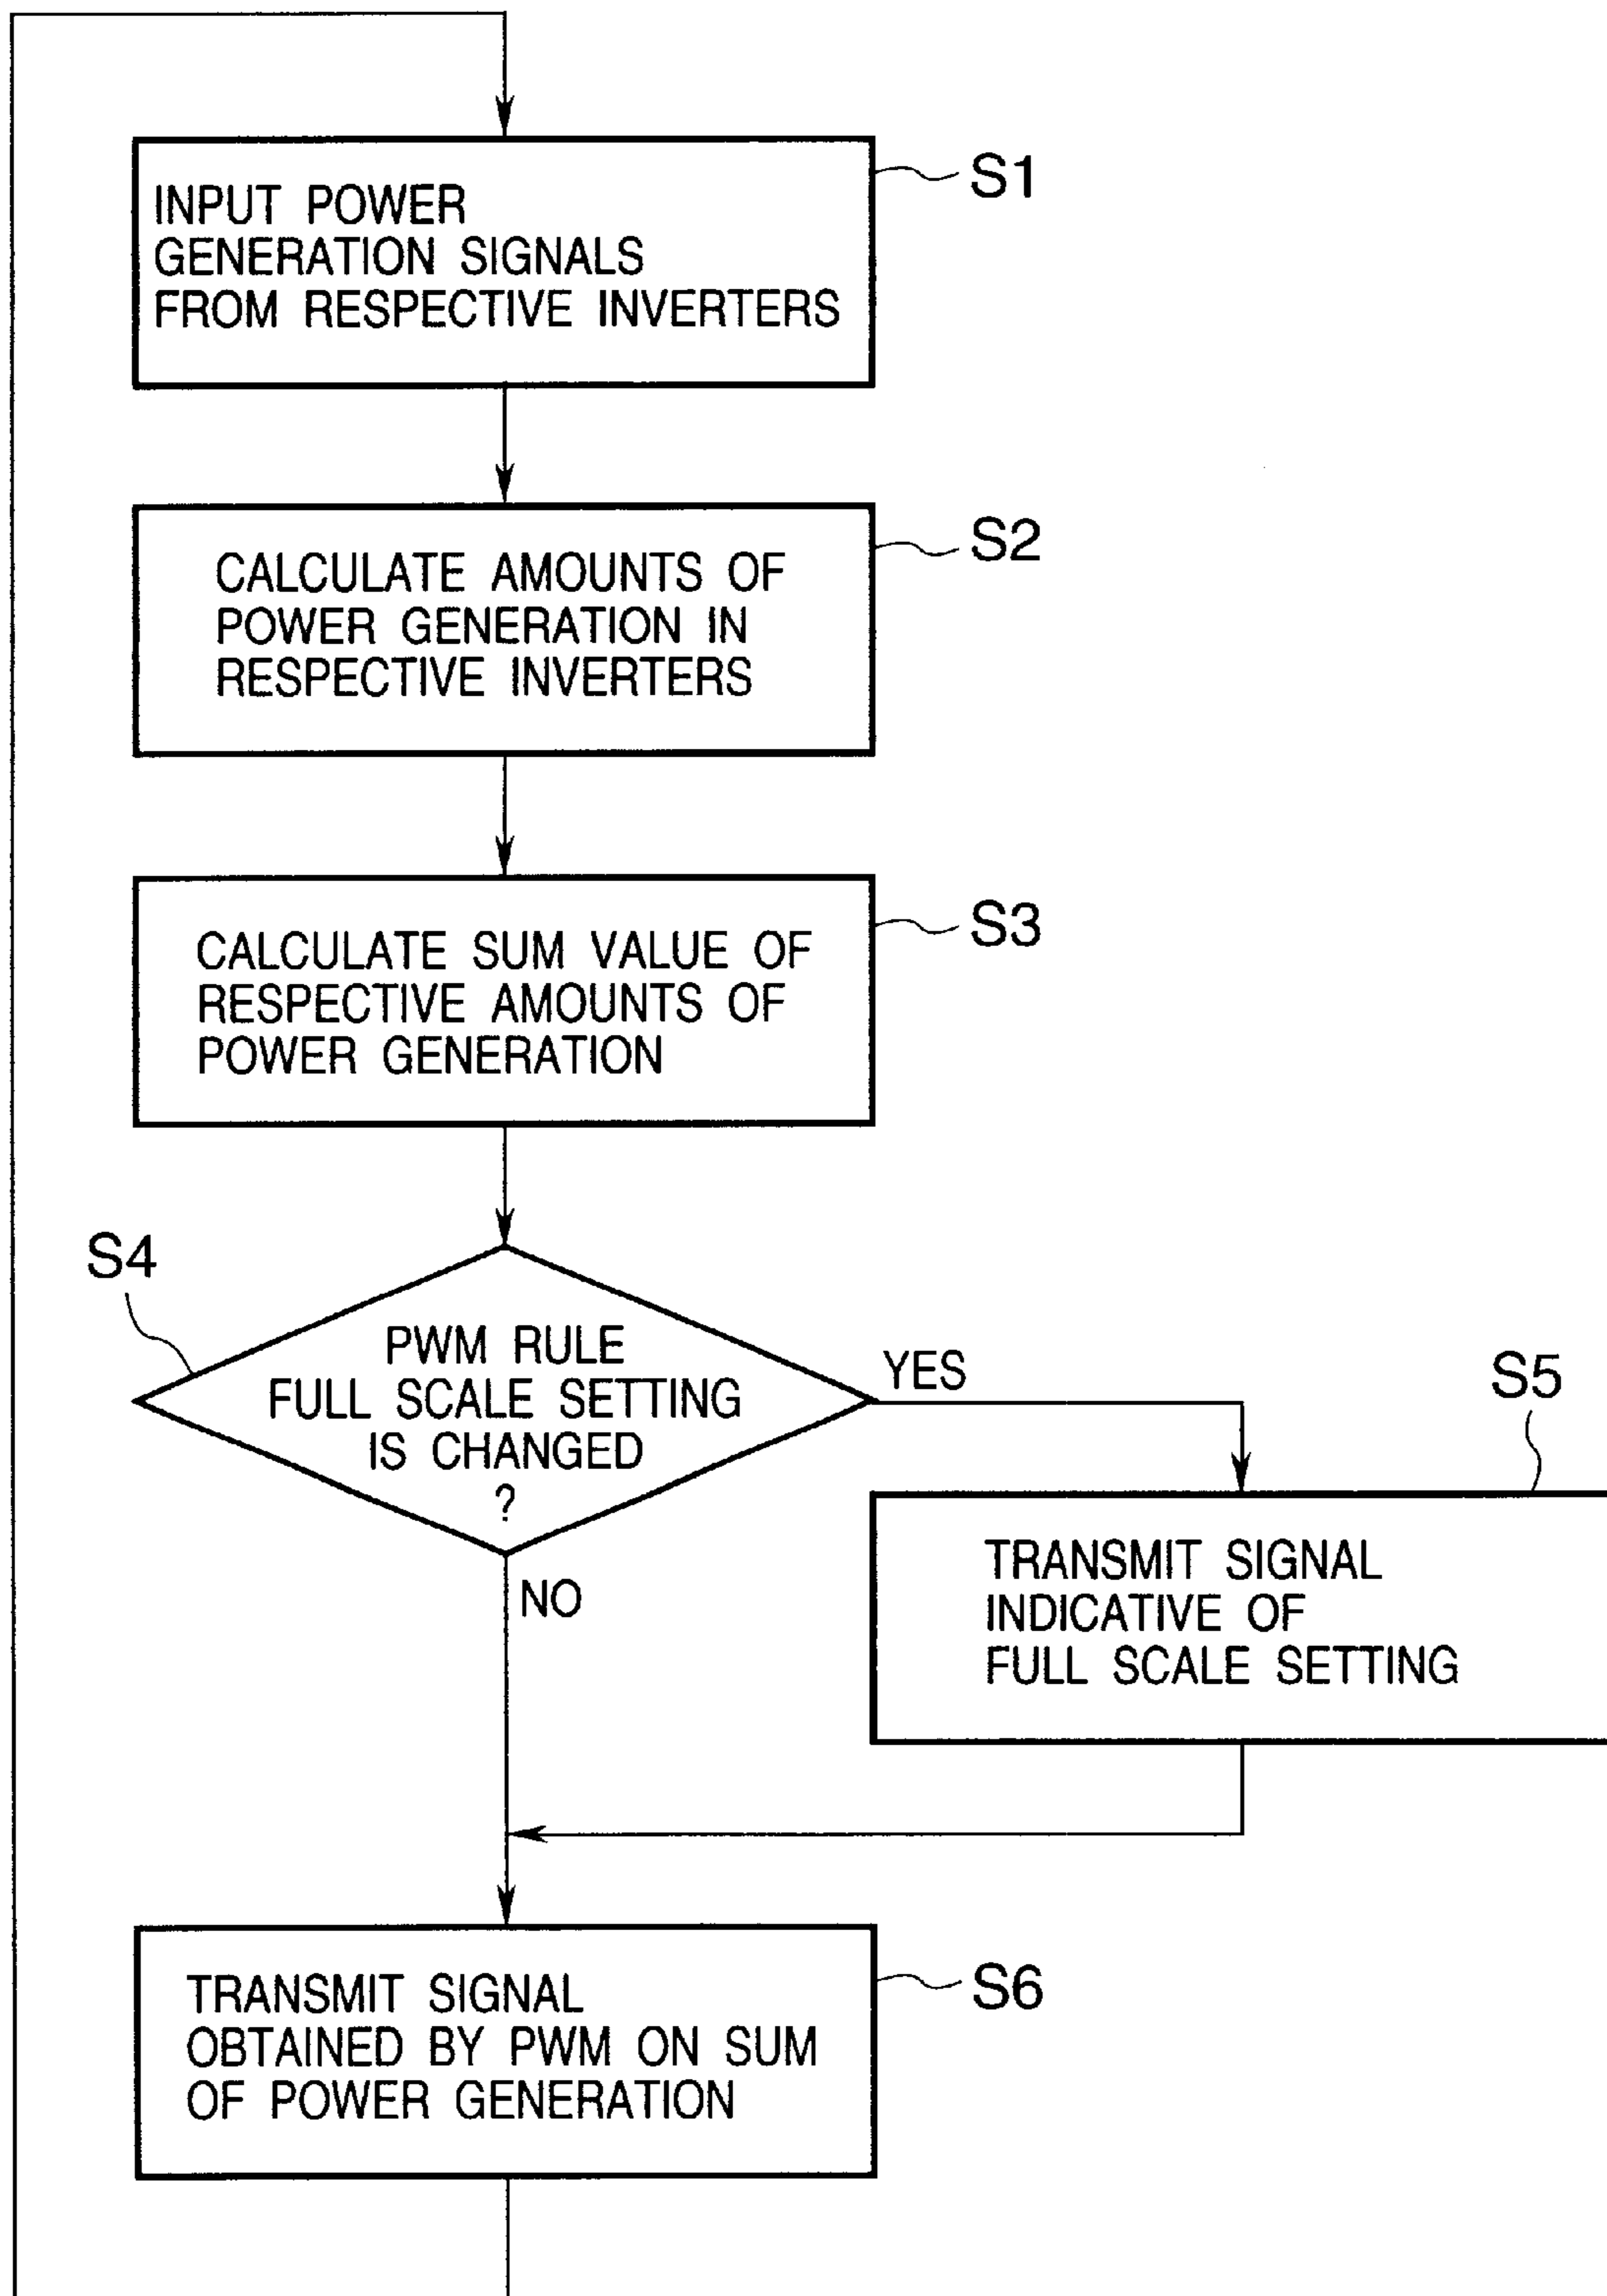 S1
INPUT POWER
GENERATION SIGNALS
FROM RESPECTIVE INVERTERS
S2
CALCULATE AMOUNTS OF
POWER GENERATION IN
RESPECTIVE INVERTERS
S3
CALCULATE SUM VALUE OF
RESPECTIVE AMOUNTS OF
POWER GENERATION
S4
PWM RULE
FULL SCALE SETTING
IS CHANGED
?
YES
NO
S5
TRANSMIT SIGNAL
INDICATIVE OF
FULL SCALE SETTING
S6
TRANSMIT SIGNAL
OBTAINED BY PWM ON SUM
OF POWER GENERATION